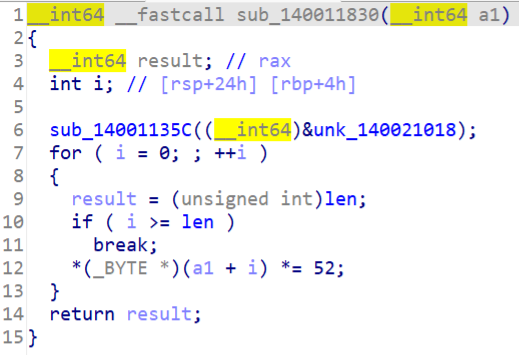 1 __int64 __fastcall sub_140011830(__int64 a1)
2 {
3   __int64 result; // rax
4   int i; // [rsp+24h] [rbp+4h]
5
6   sub_14001135C((__int64)&unk_140021018);
7   for ( i = 0; ; ++i )
8   {
9     result = (unsigned int)len;
10     if ( i >= len )
11       break;
12     *(_BYTE *)(a1 + i) *= 52;
13   }
14   return result;
15 }